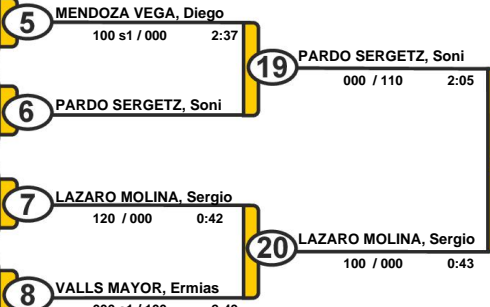 5
MENDOZA VEGA, Diego
100 s1 / 000 2:37
19
PARDO SERGETZ, Soni
000 / 110 2:05
6
PARDO SERGETZ, Soni
7
LAZARO MOLINA, Sergio
120 / 000 0:42
20
LAZARO MOLINA, Sergio
100 / 000 0:43
8
VALLS MAYOR, Ermias